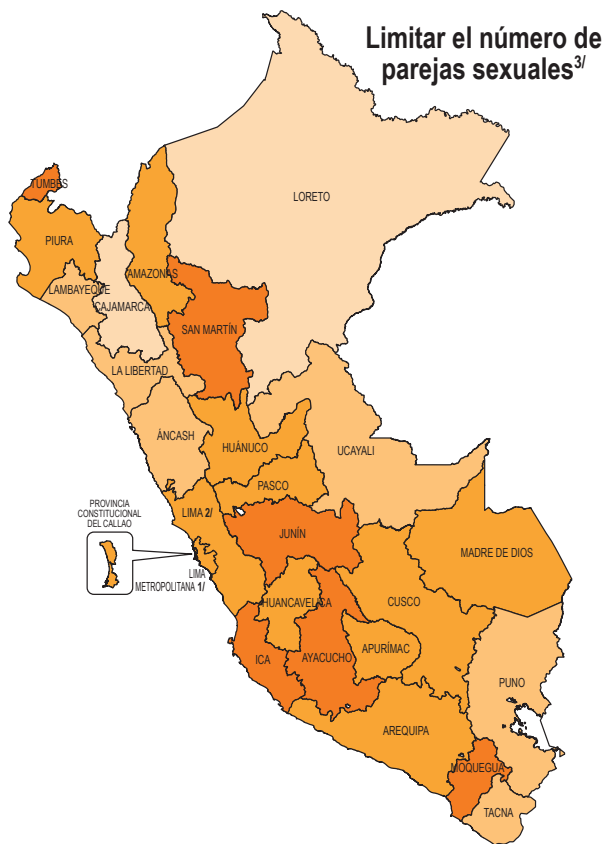 Limitar el número de
parejas sexuales3/
LORETO
TUMBES
PIURA
AMAZONAS
LAMBAYEQUE
CAJAMARCA
SAN MARTÍN
LA LIBERTAD
ÁNCASH
HUÁNUCO
UCAYALI
PASCO
PROVINCIA
CONSTITUCIONAL
DEL CALLAO
LIMA 2/
JUNÍN
MADRE DE DIOS
LIMA
METROPOLITANA 1/
HUANCAVELICA
CUSCO
ICA
AYACUCHO
APURÍMAC
PUNO
AREQUIPA
MOQUEGUA
TACNA